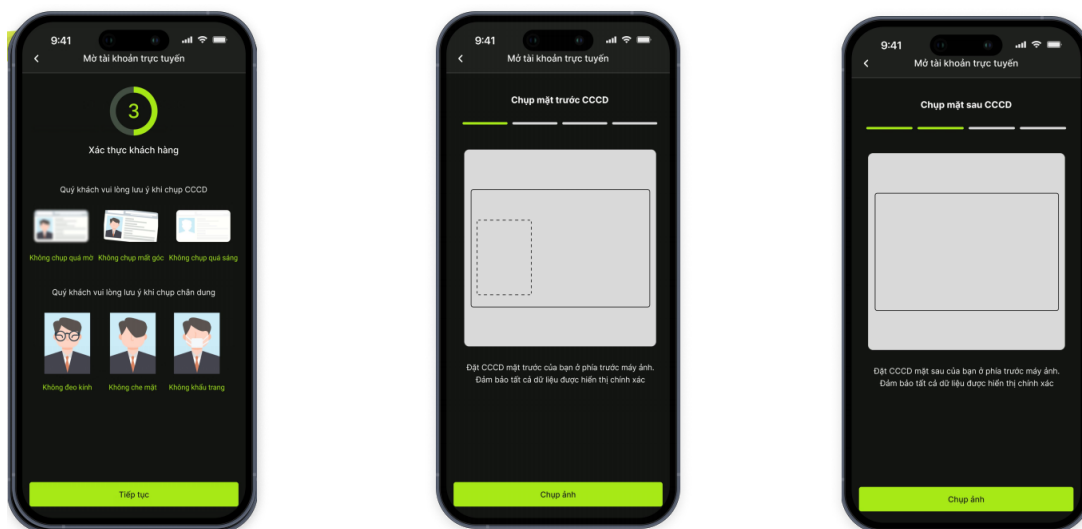 9:41
Mở tài khoản trực tuyến
3
Xác thực khách hàng
Quý khách vui lòng lưu ý khi chụp CCCD
Không chụp quá mờ Không chụp mất góc Không chụp quá sáng
Quý khách vui lòng lưu ý khi chụp chân dung
Không đeo kính Không che mặt Không khẩu trang
Tiếp tục
9:41
Mở tài khoản trực tuyến
Chụp mặt trước CCCD
Đặt CCCD mặt trước của bạn ở phía trước máy ảnh.
Đảm bảo tất cả dữ liệu được hiển thị chính xác
Chụp ảnh
9:41
Mở tài khoản trực tuyến
Chụp mặt sau CCCD
Đặt CCCD mặt sau của bạn ở phía trước máy ảnh.
Đảm bảo tất cả dữ liệu được hiển thị chính xác
Chụp ảnh